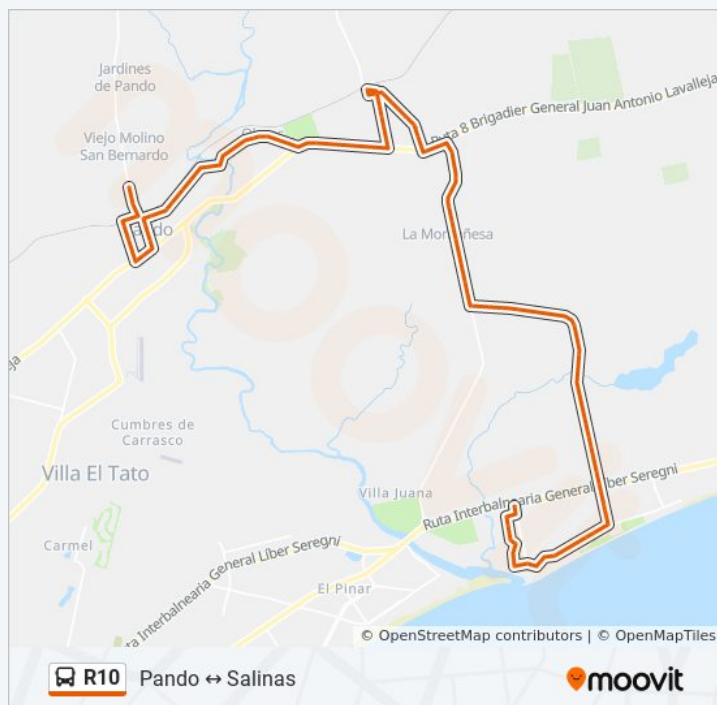 Jardines
de Pando
Viejo Molino
San Bernardo
Ruta 8 Brigadier General Juan Antonio Lavalleja
La Montañesa
Cumbres de
Carrasco
Villa El Tato
Villa Juana
Ruta Interbalnearia General Líber Seregni
Carmel
El Pinar
Interbalnearia General Líber Seregni
© OpenStreetMap contributors | © OpenMapTiles
R10 Pando ↔ Salinas
moovit